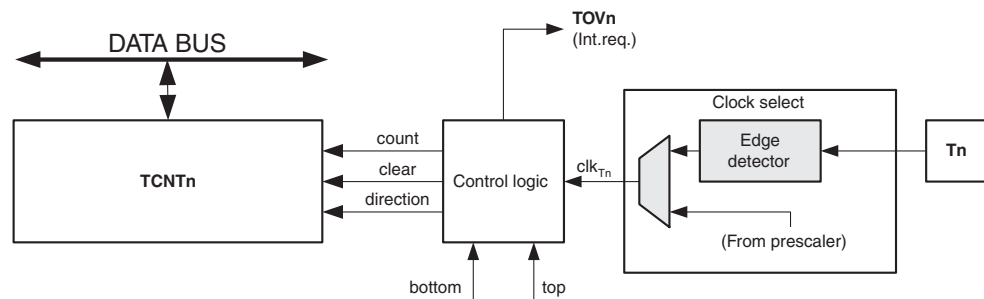 TOVn
(Int.req.)
DATA BUS
Clock select
count
Edge
detector
Tn
TCNTn
clear
Control logic
clkTn
direction
(From prescaler)
bottom
top